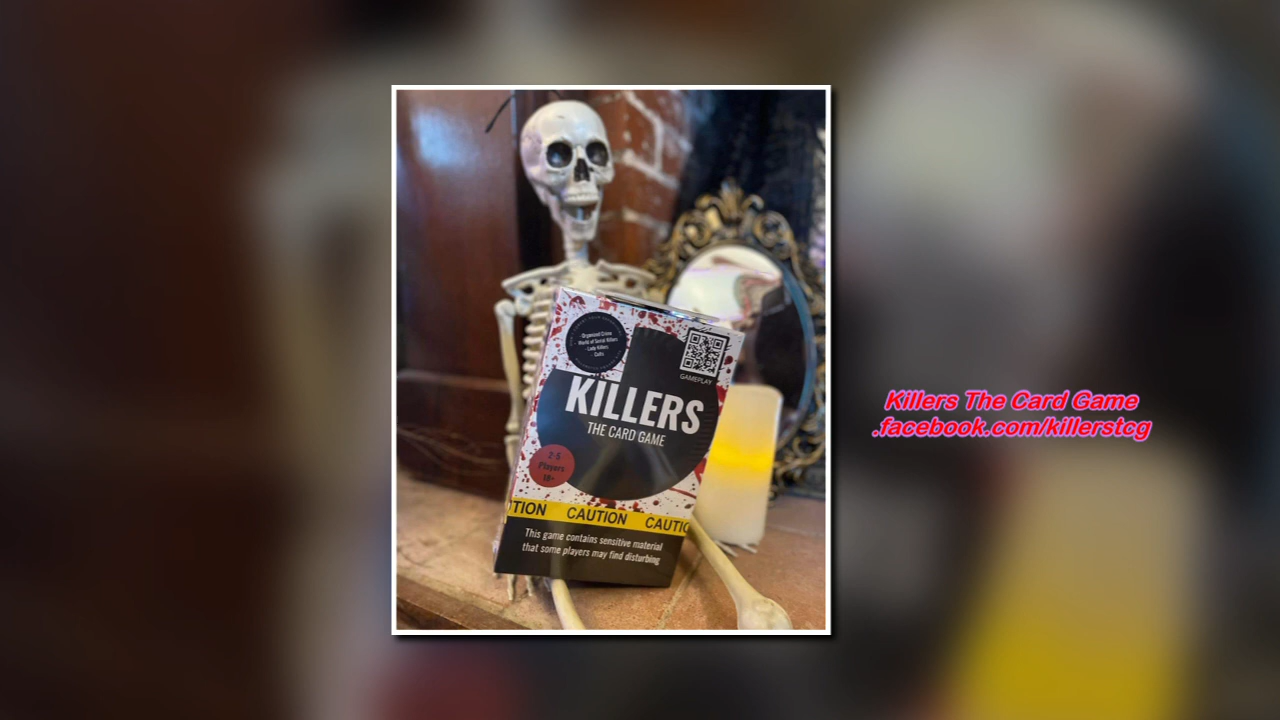 · Organized Crime
· World of Serial Killers
· Lady Killers
· Cults
GAMEPLAY
KILLERS
THE CARD GAME
2-5
Players
18+
TION CAUTION CAUTIO
This game contains sensitive material
that some players may find disturbing
Killers The Card Game
.facebook.com/killerstcg